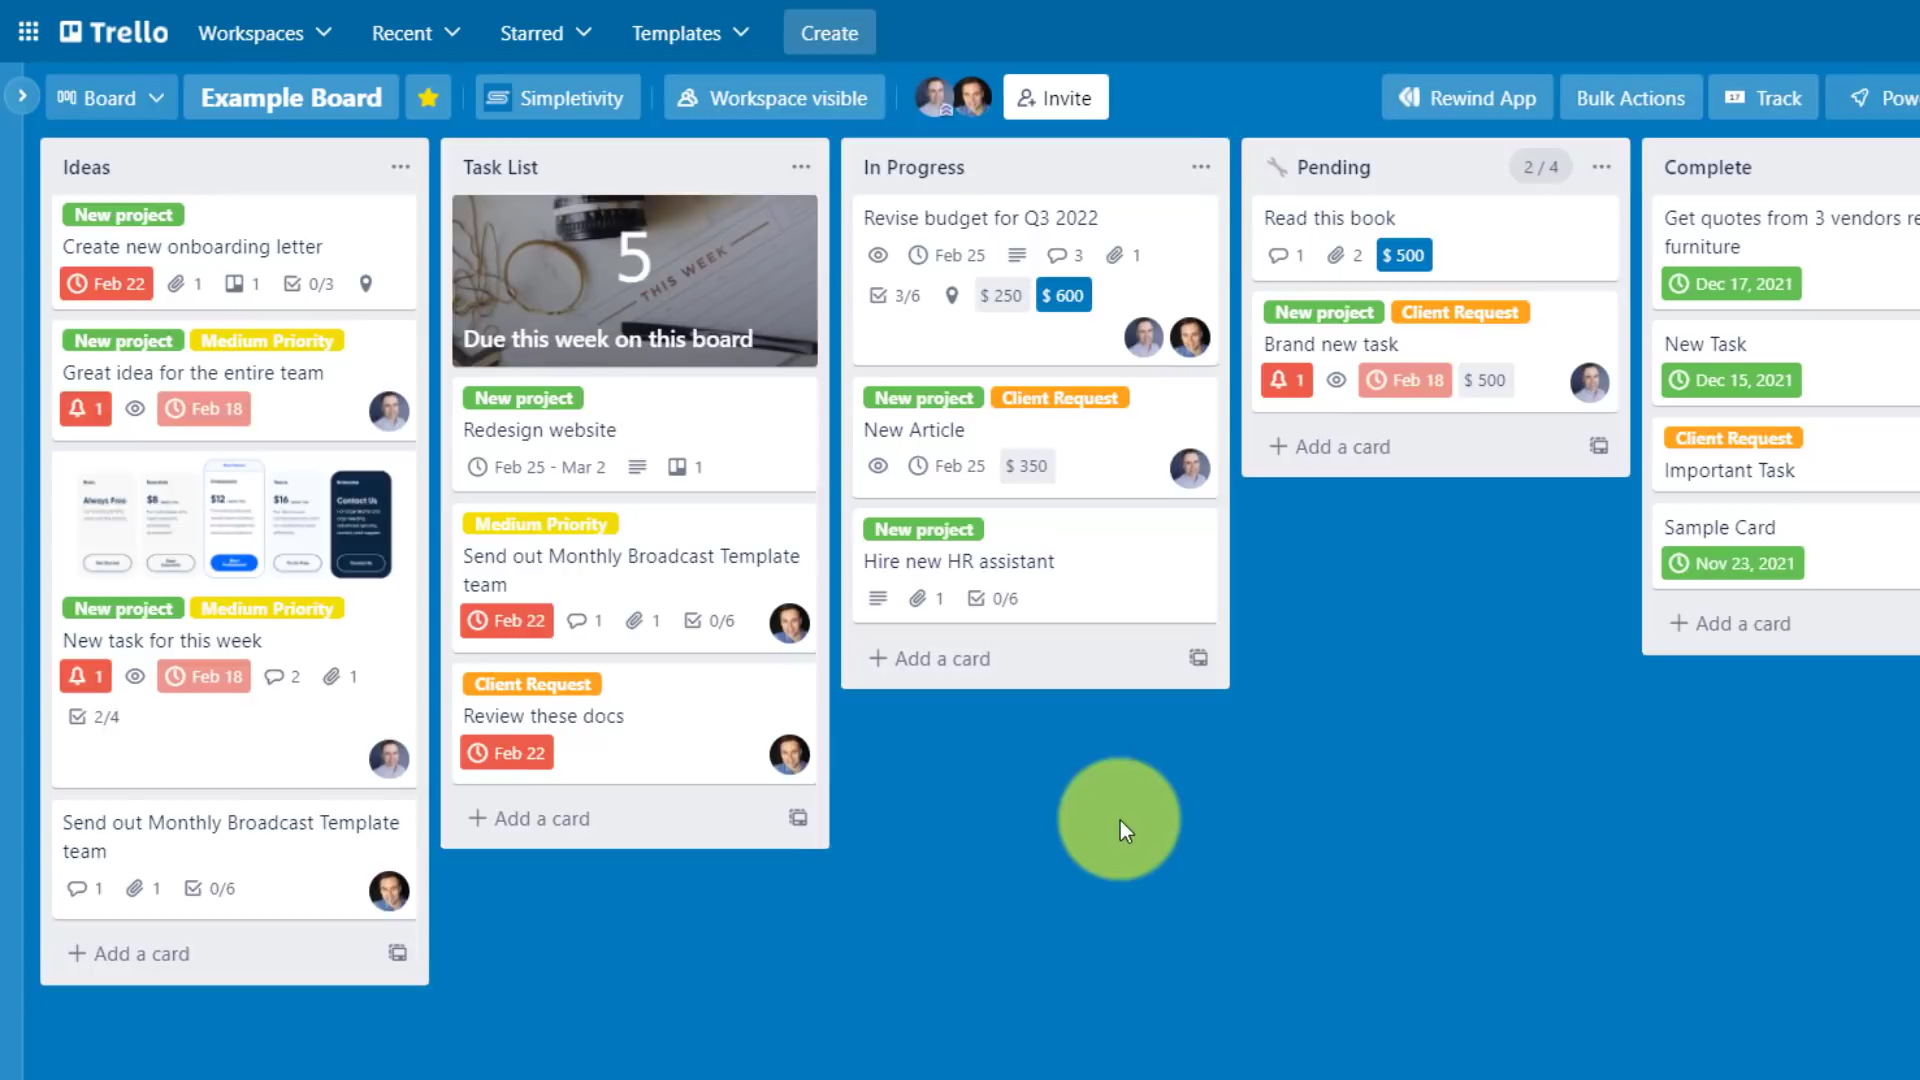 Trello
Workspaces
Recent
Starred
Templates
Create
Board
Example Board
Simpletivity
Workspace visible
Invite
Rewind App
Bulk Actions
17 Track
Ideas
New project
Create new onboarding letter
Feb 22 1 1 0/3
New project Medium Priority
Great idea for the entire team
1 Feb 18
Always Free $8 $12 $16 Contact Us
New project Medium Priority
New task for this week
1 Feb 18 2 1
2/4
Send out Monthly Broadcast Template
team
1 1 0/6
Add a card
Task List
5
THIS WEEK
Due this week on this board
New project
Redesign website
Feb 25 - Mar 2 1
Medium Priority
Send out Monthly Broadcast Template
team
Feb 22 1 1 0/6
Client Request
Review these docs
Feb 22
Add a card
In Progress
Revise budget for Q3 2022
Feb 25 3 1
3/6 $ 250 $ 600
New project Client Request
New Article
Feb 25 $ 350
New project
Hire new HR assistant
1 0/6
Add a card
Pending 2 / 4
Read this book
1 2 $ 500
New project Client Request
Brand new task
1 Feb 18 $ 500
Add a card
Complete
Get quotes from 3 vendors re
furniture
Dec 17, 2021
New Task
Dec 15, 2021
Client Request
Important Task
Sample Card
Nov 23, 2021
Add a card